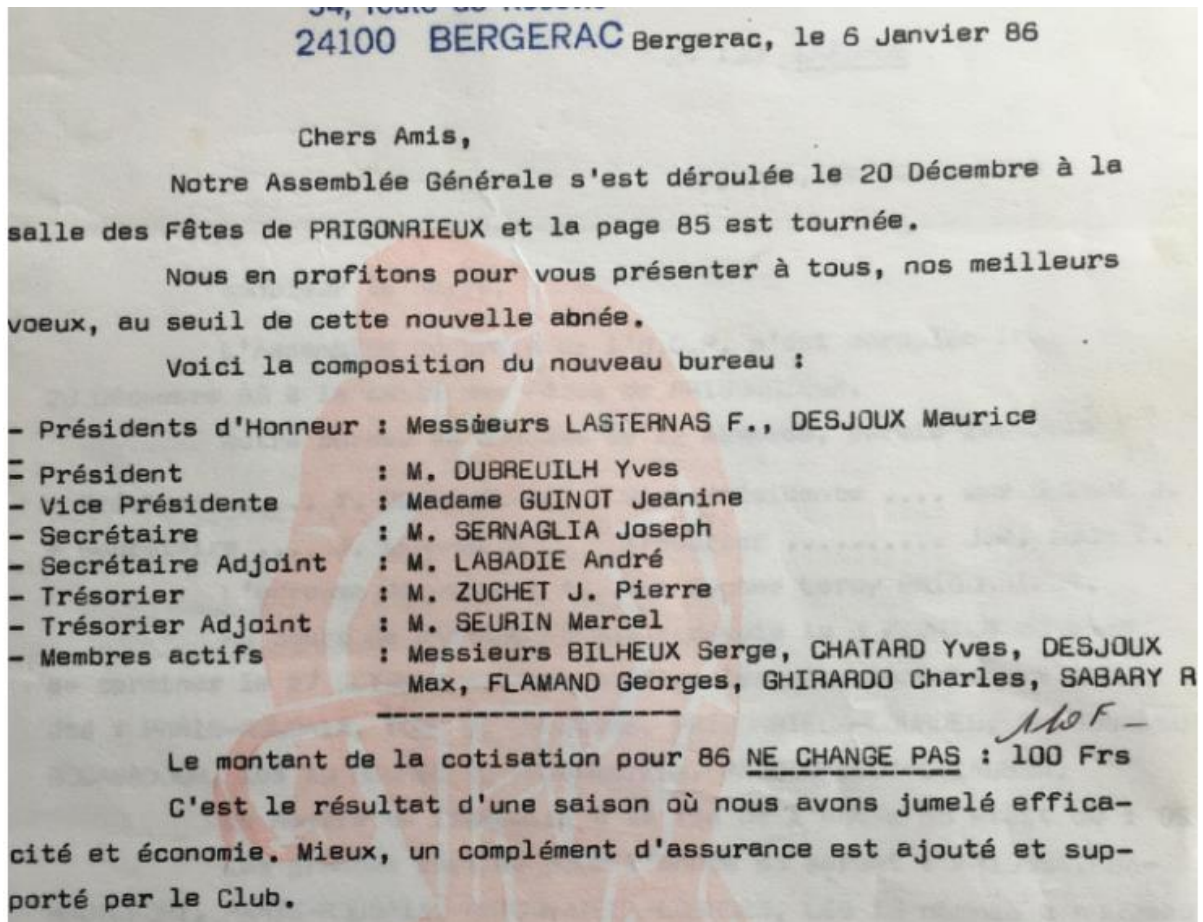 24100 BERGERAC Bergerac, le 6 Janvier 86
Chers Amis,
Notre Assemblée Générale s'est déroulée le 20 Décembre à la
salle des Fêtes de PRIGONRIEUX et la page 85 est tournée.
Nous en profitons pour vous présenter à tous, nos meilleurs
voeux, au seuil de cette nouvelle abnée.
Voici la composition du nouveau bureau :
- Présidents d'Honneur : Messieurs LASTERNAS F., DESJOUX Maurice
= Président : M. DUBREUILH Yves
- Vice Présidente : Madame GUINOT Jeanine
- Secrétaire : M. SERNAGLIA Joseph
- Secrétaire Adjoint : M. LABADIE André
- Trésorier : M. ZUCHET J. Pierre
- Trésorier Adjoint : M. SEURIN Marcel
- Membres actifs : Messieurs BILHEUX Serge, CHATARD Yves, DESJOUX
Max, FLAMAND Georges, GHIRARDO Charles, SABARY R
110F-
Le montant de la cotisation pour 86 NE CHANGE PAS : 100 Frs
C'est le résultat d'une saison où nous avons jumelé effica-
cité et économie. Mieux, un complément d'assurance est ajouté et sup-
porté par le Club.